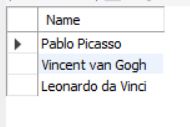 Name
Pablo Picasso
Vincent van Gogh
Leonardo da Vinci